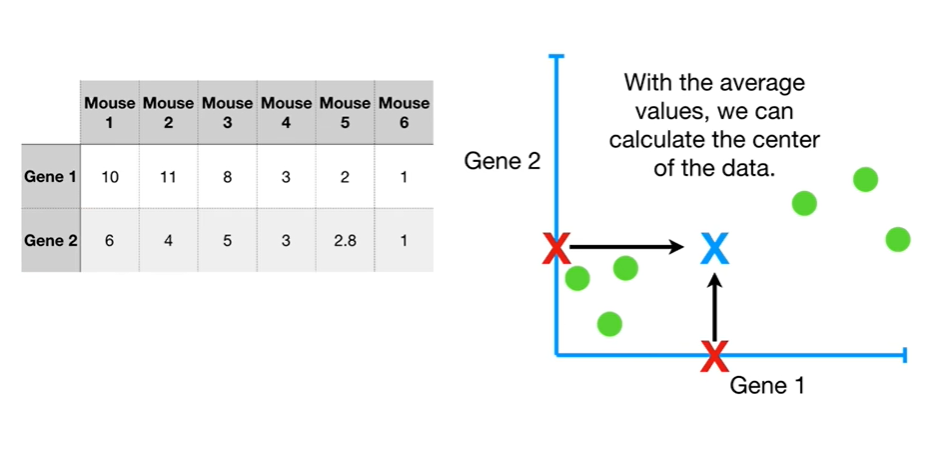 Mouse 1 Mouse 2 Mouse 3 Mouse 4 Mouse 5 Mouse 6
Gene 1 10 11 8 3 2 1
Gene 2 6 4 5 3 2.8 1
With the average
values, we can
calculate the center
of the data.
Gene 2
X X
X
Gene 1